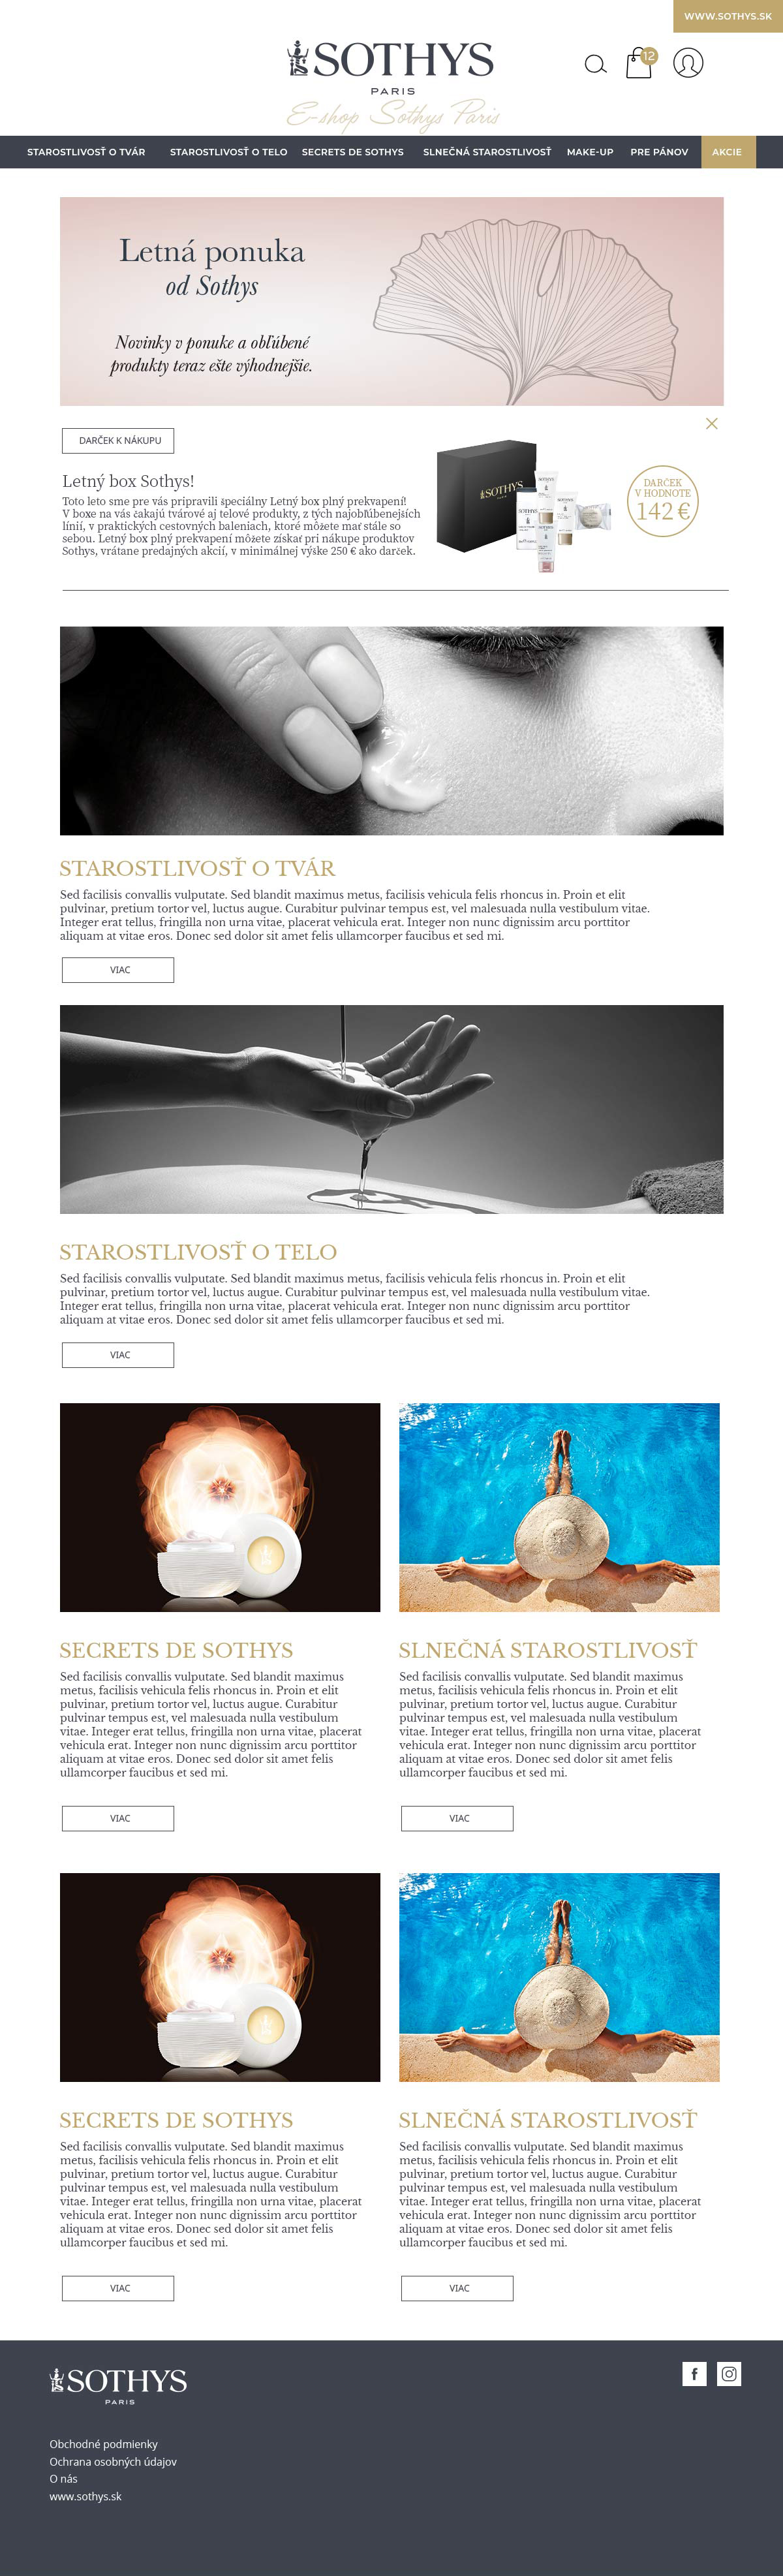 WWW.SOTHYS.SK
SOTHYS
12
PARIS
E-shop Sothys Paris
STAROSTLIVOSŤ O TVÁR STAROSTLIVOSŤ O TELO SECRETS DE SOTHYS SLNEČNÁ STAROSTLIVOSŤ MAKE-UP PRE PÁNOV AKCIE
Letná ponuka
od Sothys
Novinky v ponuke a obľúbené
produkty teraz ešte výhodnejšie.
DARČEK K NÁKUPU
Letný box Sothys!
Toto leto sme pre vás pripravili špeciálny Letný box plný prekvapení!
V boxe na vás čakajú tvárové aj telové produkty, z tých najobľúbenejších
línií, v praktických cestovných baleniach, ktoré môžete mať stále so
sebou. Letný box plný prekvapení môžete získať pri nákupe produktov
Sothys, vrátane predajných akcií, v minimálnej výške 250 € ako darček.
SOTHYS
DARČEK
V HODNOTE
142 €
STAROSTLIVOSŤ O TVÁR
Sed facilisis convallis vulputate. Sed blandit maximus metus, facilisis vehicula felis rhoncus in. Proin et elit
pulvinar, pretium tortor vel, luctus augue. Curabitur pulvinar tempus est, vel malesuada nulla vestibulum vitae.
Integer erat tellus, fringilla non urna vitae, placerat vehicula erat. Integer non nunc dignissim arcu porttitor
aliquam at vitae eros. Donec sed dolor sit amet felis ullamcorper faucibus et sed mi.
VIAC
STAROSTLIVOSŤ O TELO
Sed facilisis convallis vulputate. Sed blandit maximus metus, facilisis vehicula felis rhoncus in. Proin et elit
pulvinar, pretium tortor vel, luctus augue. Curabitur pulvinar tempus est, vel malesuada nulla vestibulum vitae.
Integer erat tellus, fringilla non urna vitae, placerat vehicula erat. Integer non nunc dignissim arcu porttitor
aliquam at vitae eros. Donec sed dolor sit amet felis ullamcorper faucibus et sed mi.
VIAC
SECRETS DE SOTHYS
Sed facilisis convallis vulputate. Sed blandit maximus
metus, facilisis vehicula felis rhoncus in. Proin et elit
pulvinar, pretium tortor vel, luctus augue. Curabitur
pulvinar tempus est, vel malesuada nulla vestibulum
vitae. Integer erat tellus, fringilla non urna vitae, placerat
vehicula erat. Integer non nunc dignissim arcu porttitor
aliquam at vitae eros. Donec sed dolor sit amet felis
ullamcorper faucibus et sed mi.
VIAC
SLNEČNÁ STAROSTLIVOSŤ
Sed facilisis convallis vulputate. Sed blandit maximus
metus, facilisis vehicula felis rhoncus in. Proin et elit
pulvinar, pretium tortor vel, luctus augue. Curabitur
pulvinar tempus est, vel malesuada nulla vestibulum
vitae. Integer erat tellus, fringilla non urna vitae, placerat
vehicula erat. Integer non nunc dignissim arcu porttitor
aliquam at vitae eros. Donec sed dolor sit amet felis
ullamcorper faucibus et sed mi.
VIAC
SECRETS DE SOTHYS
Sed facilisis convallis vulputate. Sed blandit maximus
metus, facilisis vehicula felis rhoncus in. Proin et elit
pulvinar, pretium tortor vel, luctus augue. Curabitur
pulvinar tempus est, vel malesuada nulla vestibulum
vitae. Integer erat tellus, fringilla non urna vitae, placerat
vehicula erat. Integer non nunc dignissim arcu porttitor
aliquam at vitae eros. Donec sed dolor sit amet felis
ullamcorper faucibus et sed mi.
VIAC
SLNEČNÁ STAROSTLIVOSŤ
Sed facilisis convallis vulputate. Sed blandit maximus
metus, facilisis vehicula felis rhoncus in. Proin et elit
pulvinar, pretium tortor vel, luctus augue. Curabitur
pulvinar tempus est, vel malesuada nulla vestibulum
vitae. Integer erat tellus, fringilla non urna vitae, placerat
vehicula erat. Integer non nunc dignissim arcu porttitor
aliquam at vitae eros. Donec sed dolor sit amet felis
ullamcorper faucibus et sed mi.
VIAC
SOTHYS
PARIS
Obchodné podmienky
Ochrana osobných údajov
O nás
www.sothys.sk